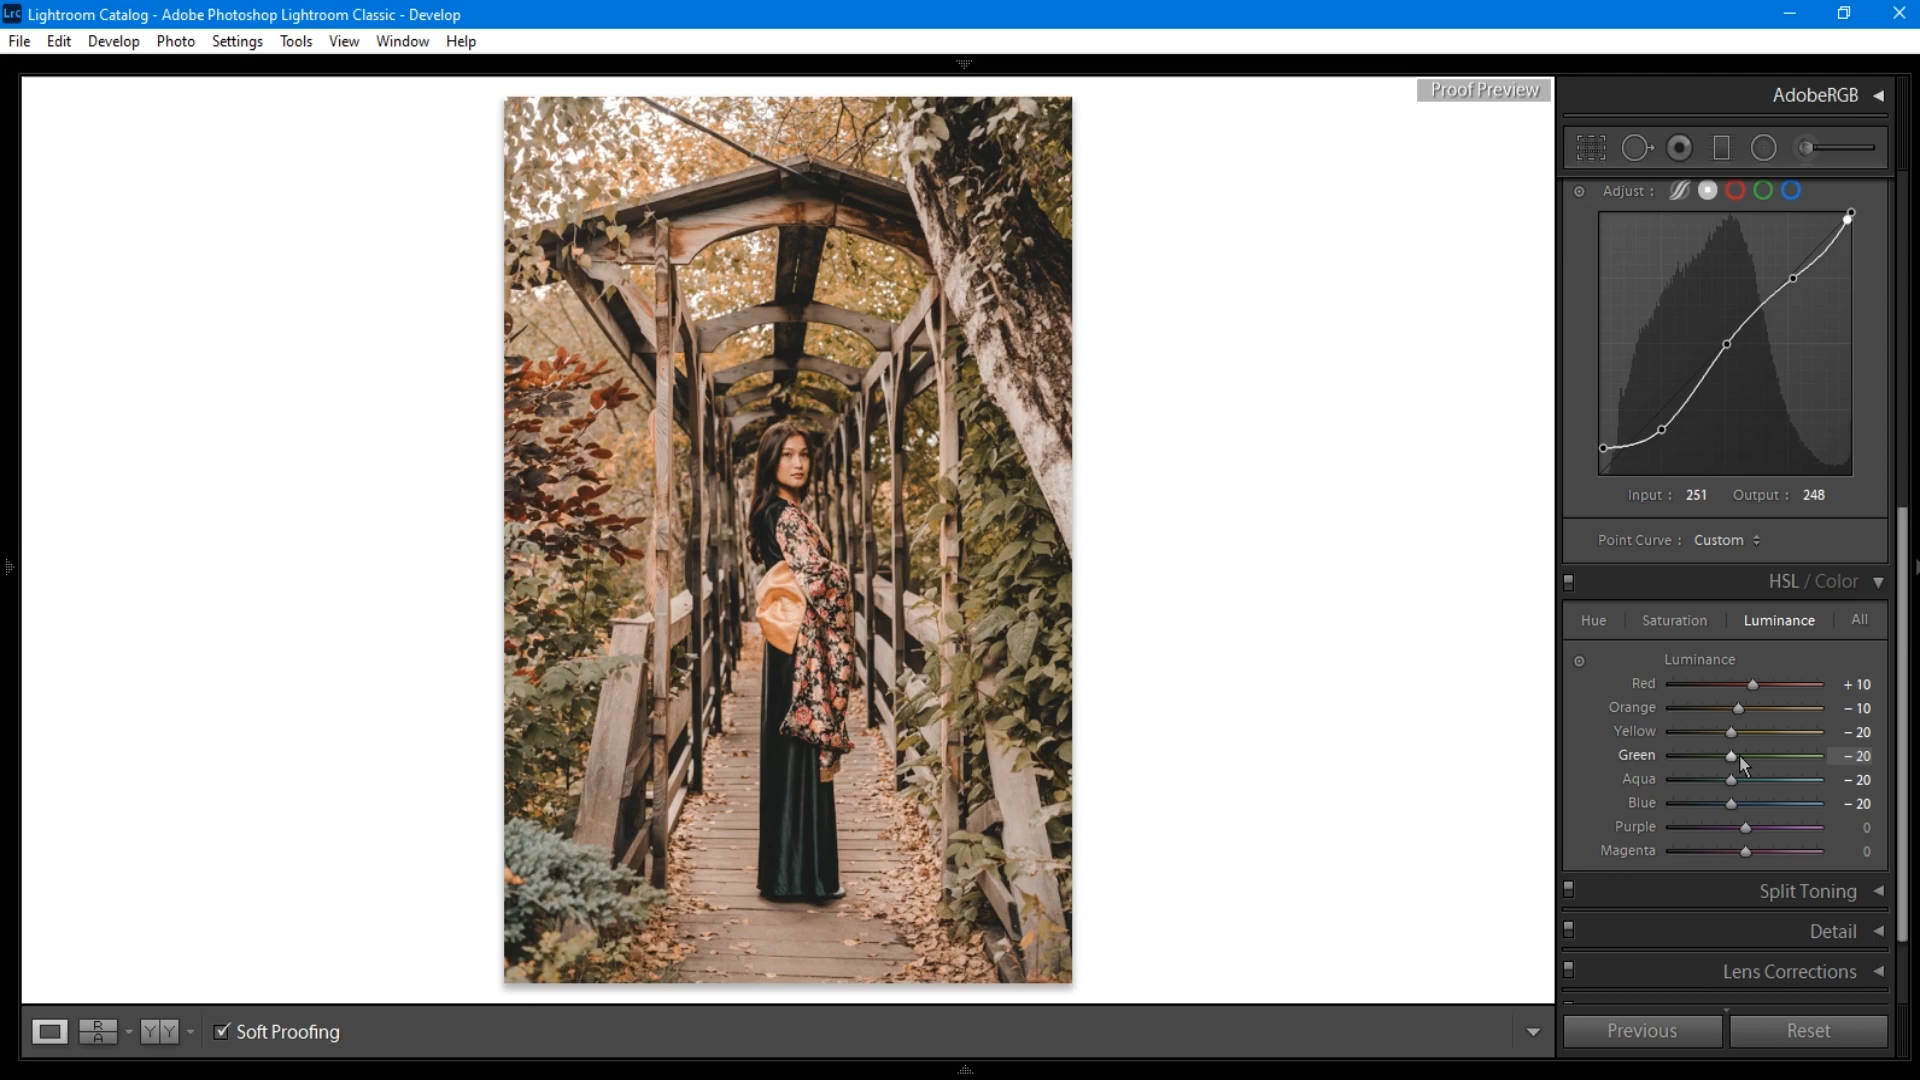 Lrc Lightroom Catalog - Adobe Photoshop Lightroom Classic - Develop
File Edit Develop Photo Settings Tools View Window Help
Proof Preview
AdobeRGB
Adjust :
Input : 251 Output : 248
Point Curve : Custom
HSL / Color
Hue Saturation Luminance All
Luminance
Red + 10
Orange - 10
Yellow - 20
Green - 20
Aqua - 20
Blue - 20
Purple 0
Magenta 0
Split Toning
Detail
Lens Corrections
R A Y Y Soft Proofing
Previous Reset